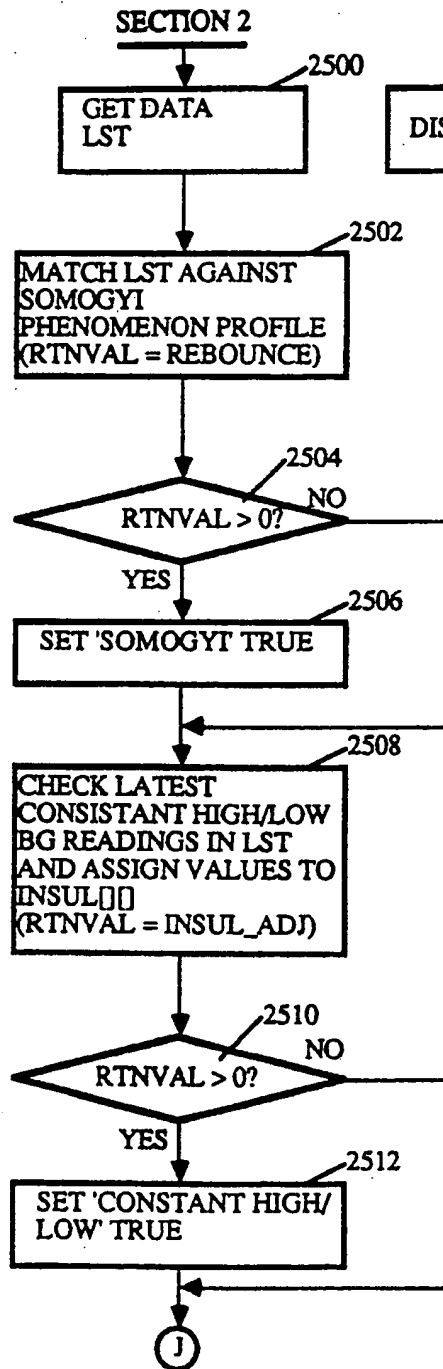 SECTION 2
2500
GET DATA
LST
DIS
2502
MATCH LST AGAINST
SOMOGYI
PHENOMENON PROFILE
(RTNVAL = REBOUNCE)
2504
NO
RTNVAL > 0?
YES
2506
SET 'SOMOGYI' TRUE
2508
CHECK LATEST
CONSISTANT HIGH/LOW
BG READINGS IN LST
AND ASSIGN VALUES TO
INSUL[][]
(RTNVAL = INSUL_ADJ)
2510
NO
RTNVAL > 0?
YES
2512
SET 'CONSTANT HIGH/
LOW' TRUE
J